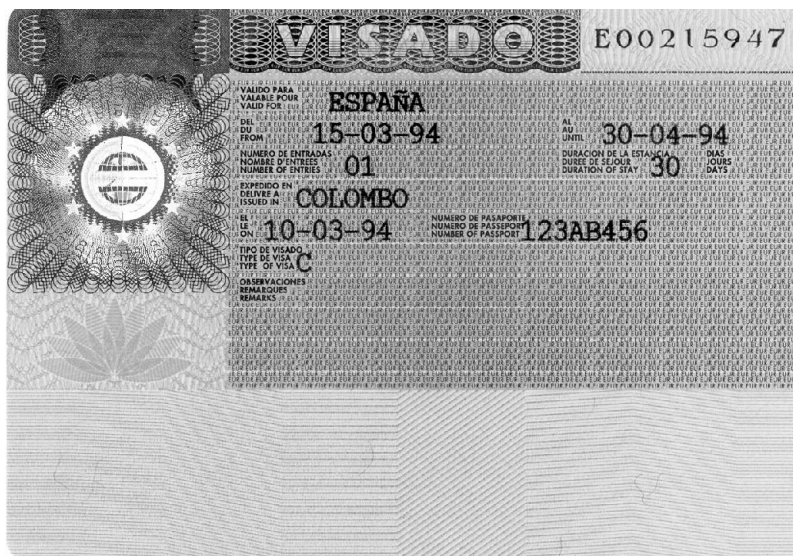 VISADO E00215947
VALIDO PARA
VALABLE POUR
VALID FOR ESPAÑA
DEL
DU
FROM 15-03-94
AL
AU
UNTIL 30-04-94
NUMERO DE ENTRADAS
NOMBRE D'ENTREES
NUMBER OF ENTRIES 01
DURACION DE LA ESTANCIA
DUREE DE SEJOUR
DURATION OF STAY 30
DIAS
JOURS
DAYS
EXPEDIDO EN
DELIVRE A
ISSUED IN COLOMBO
EL
LE
ON 10-03-94
NUMERO DE PASAPORTE
NUMERO DE PASSEPORT
NUMBER OF PASSPORT 123AB456
TIPO DE VISADO
TYPE DE VISA
TYPE OF VISA C
OBSERVACIONES
REMARQUES
REMARKS